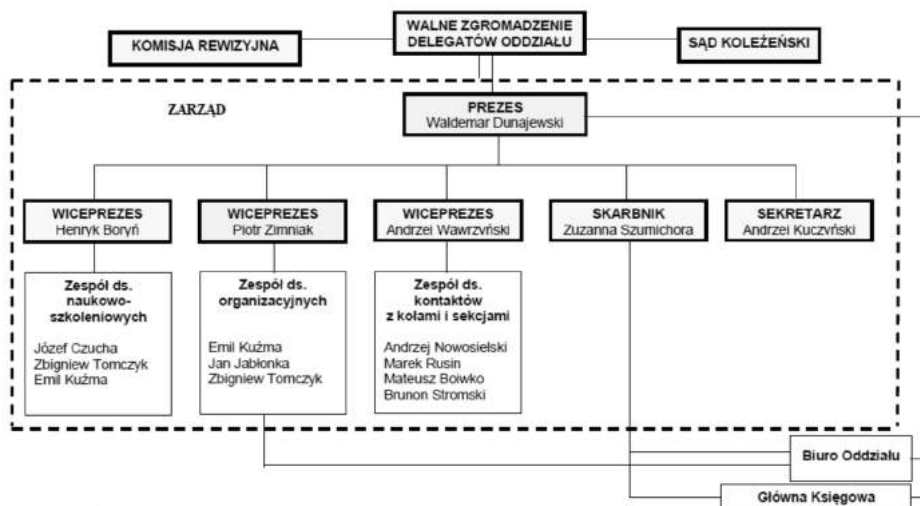 WALNE ZGROMADZENIE
DELEGATÓW ODDZIAŁU
KOMISJA REWIZYJNA
SĄD KOLEŻEŃSKI
ZARZĄD
PREZES
Waldemar Dunajewski
WICEPREZES
Henryk Boryń
WICEPREZES
Piotr Zimniak
WICEPREZES
Andrzej Wawrzyński
SKARBNIK
Zuzanna Szumichora
SEKRETARZ
Andrzej Kuczyński
Zespół ds.
naukowo-
szkoleniowych
Józef Czucha
Zbigniew Tomczyk
Emil Kuźma
Zespół ds.
organizacyjnych
Emil Kuźma
Jan Jabłonka
Zbigniew Tomczyk
Zespół ds.
kontaktów
z kołami i sekcjami
Andrzej Nowosielski
Marek Rusin
Mateusz Boiwko
Brunon Stromski
Biuro Oddziału
Główna Księgowa